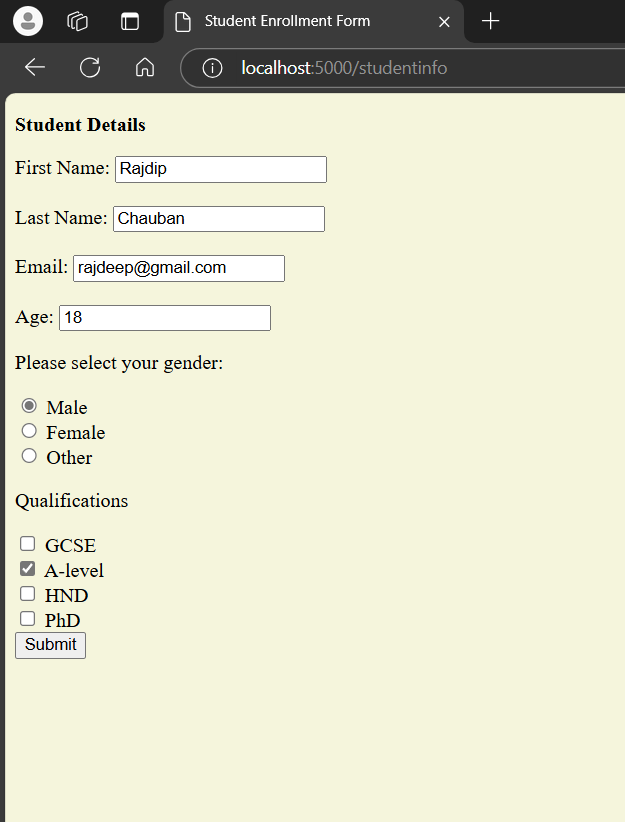 Student Enrollment Form
localhost:5000/studentinfo
Student Details
First Name: Rajdip
Last Name: Chauban
Email: rajdeep@gmail.com
Age: 18
Please select your gender:
Male
Female
Other
Qualifications
GCSE
A-level
HND
PhD
Submit